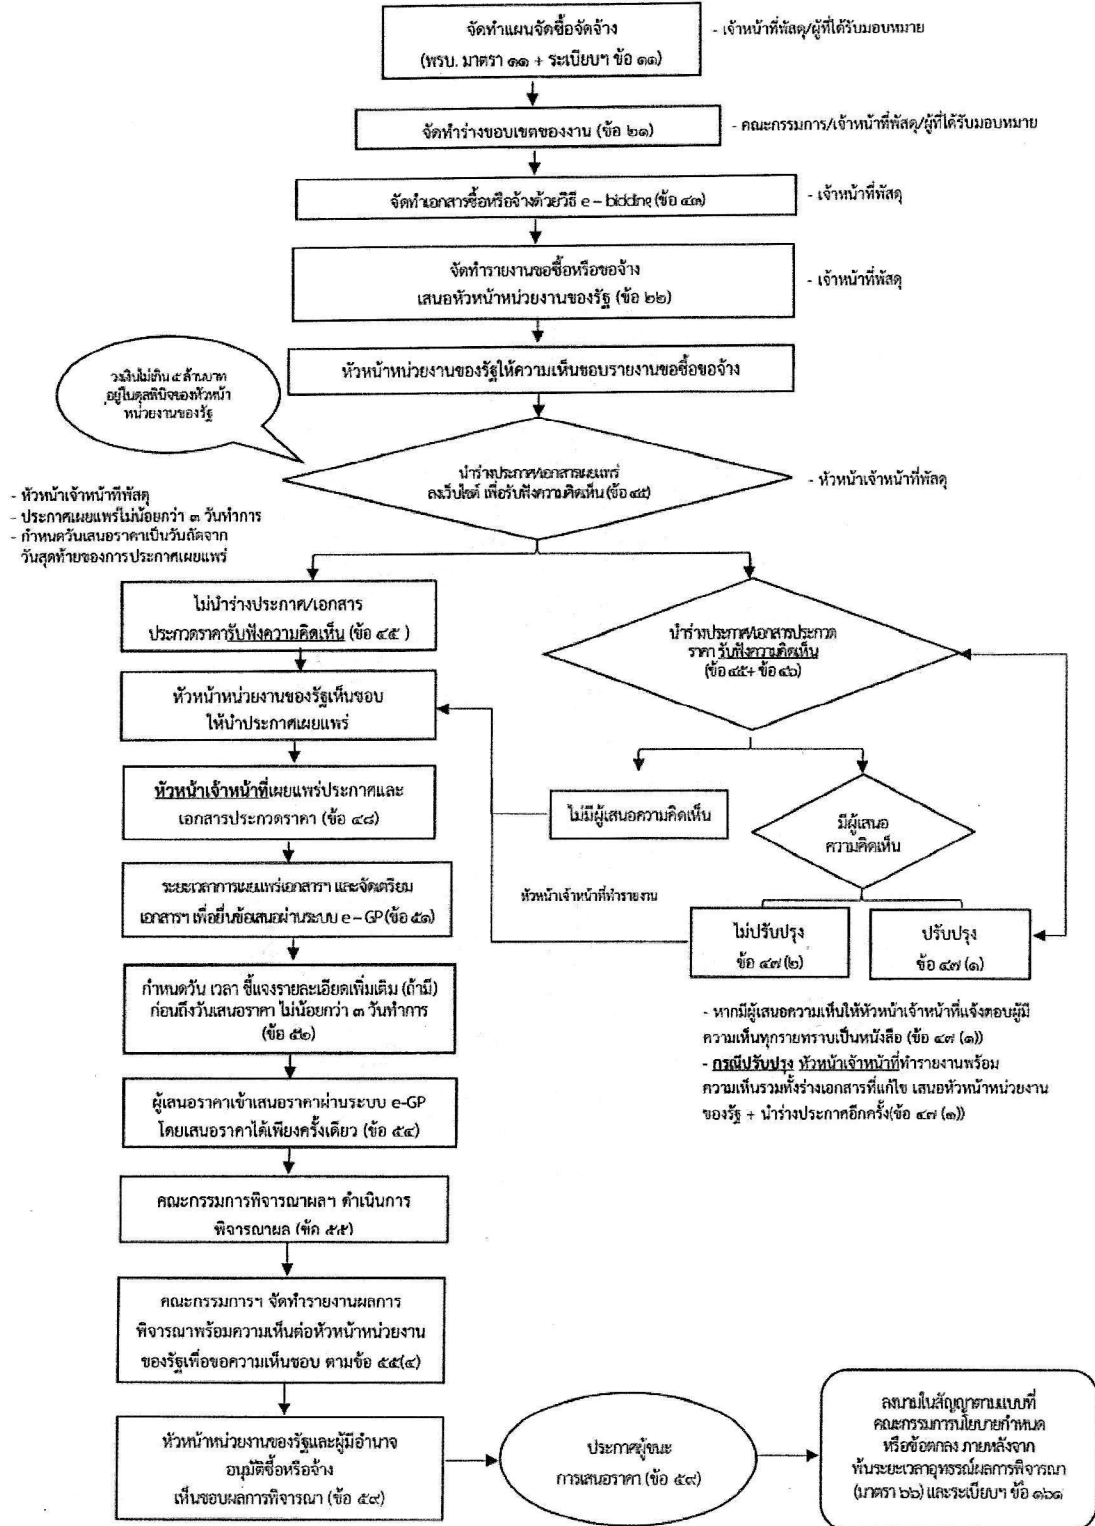 จัดทำแผนจัดซื้อจัดจ้าง
(พรบ. มาตรา ๑๑ + ระเบียบฯ ข้อ ๑๑)
- เจ้าหน้าที่พัสดุ/ผู้ที่ได้รับมอบหมาย
จัดทำร่างขอบเขตของงาน (ข้อ ๒๑)
- คณะกรรมการ/เจ้าหน้าที่พัสดุ/ผู้ที่ได้รับมอบหมาย
จัดทำเอกสารซื้อหรือจ้างด้วยวิธี e – bidding (ข้อ ๔๓)
- เจ้าหน้าที่พัสดุ
จัดทำรายงานขอซื้อหรือขอจ้าง
เสนอหัวหน้าหน่วยงานของรัฐ (ข้อ ๒๒)
- เจ้าหน้าที่พัสดุ
หัวหน้าหน่วยงานของรัฐให้ความเห็นชอบรายงานขอซื้อขอจ้าง
วงเงินไม่เกิน ๕ ล้านบาท
อยู่ในดุลพินิจของหัวหน้า
หน่วยงานของรัฐ
นำร่างประกาศ/เอกสารเผยแพร่
ลงเว็บไซต์ เพื่อรับฟังความคิดเห็น (ข้อ ๔๕)
- หัวหน้าเจ้าหน้าที่พัสดุ
- หัวหน้าเจ้าหน้าที่พัสดุ
- ประกาศเผยแพร่ไม่น้อยกว่า ๓ วันทำการ
- กำหนดวันเสนอราคาเป็นวันถัดจาก
วันสุดท้ายของการประกาศเผยแพร่
ไม่นำร่างประกาศ/เอกสาร
ประกวดราคารับฟังความคิดเห็น (ข้อ ๔๕ )
นำร่างประกาศ/เอกสารประกวด
ราคา รับฟังความคิดเห็น
(ข้อ ๔๕+ ข้อ ๔๖)
หัวหน้าหน่วยงานของรัฐเห็นชอบ
ให้นำประกาศเผยแพร่
หัวหน้าเจ้าหน้าที่เผยแพร่ประกาศและ
เอกสารประกวดราคา (ข้อ ๔๘)
ไม่มีผู้เสนอความคิดเห็น
มีผู้เสนอ
ความคิดเห็น
ระยะเวลาการเผยแพร่เอกสารฯ และจัดเตรียม
เอกสารฯ เพื่อยื่นข้อเสนอผ่านระบบ e – GP (ข้อ ๕๑)
หัวหน้าเจ้าหน้าที่ทำรายงาน
ไม่ปรับปรุง
ข้อ ๔๗ (๒)
ปรับปรุง
ข้อ ๔๗ (๑)
กำหนดวัน เวลา ชี้แจงรายละเอียดเพิ่มเติม (ถ้ามี)
ก่อนถึงวันเสนอราคา ไม่น้อยกว่า ๓ วันทำการ
(ข้อ ๕๒)
- หากมีผู้เสนอความเห็นให้หัวหน้าเจ้าหน้าที่แจ้งตอบผู้มี
ความเห็นทุกรายทราบเป็นหนังสือ (ข้อ ๔๗ (๑))
- กรณีปรับปรุง หัวหน้าเจ้าหน้าที่ทำรายงานพร้อม
ความเห็นรวมทั้งร่างเอกสารที่แก้ไข เสนอหัวหน้าหน่วยงาน
ของรัฐ + นำร่างประกาศอีกครั้ง(ข้อ ๔๗ (๑))
ผู้เสนอราคาเข้าเสนอราคาผ่านระบบ e-GP
โดยเสนอราคาได้เพียงครั้งเดียว (ข้อ ๕๔)
คณะกรรมการพิจารณาผลฯ ดำเนินการ
พิจารณาผล (ข้อ ๕๕)
คณะกรรมการฯ จัดทำรายงานผลการ
พิจารณาพร้อมความเห็นต่อหัวหน้าหน่วยงาน
ของรัฐเพื่อขอความเห็นชอบ ตามข้อ ๕๕(๔)
หัวหน้าหน่วยงานของรัฐและผู้มีอำนาจ
อนุมัติซื้อหรือจ้าง
เห็นชอบผลการพิจารณา (ข้อ ๕๙)
ประกาศผู้ชนะ
การเสนอราคา (ข้อ ๕๙)
ลงนามในสัญญาตามแบบที่
คณะกรรมการนโยบายกำหนด
หรือข้อตกลง ภายหลังจาก
พ้นระยะเวลาอุทธรณ์ผลการพิจารณา
(มาตรา ๖๖) และระเบียบฯ ข้อ ๑๖๑